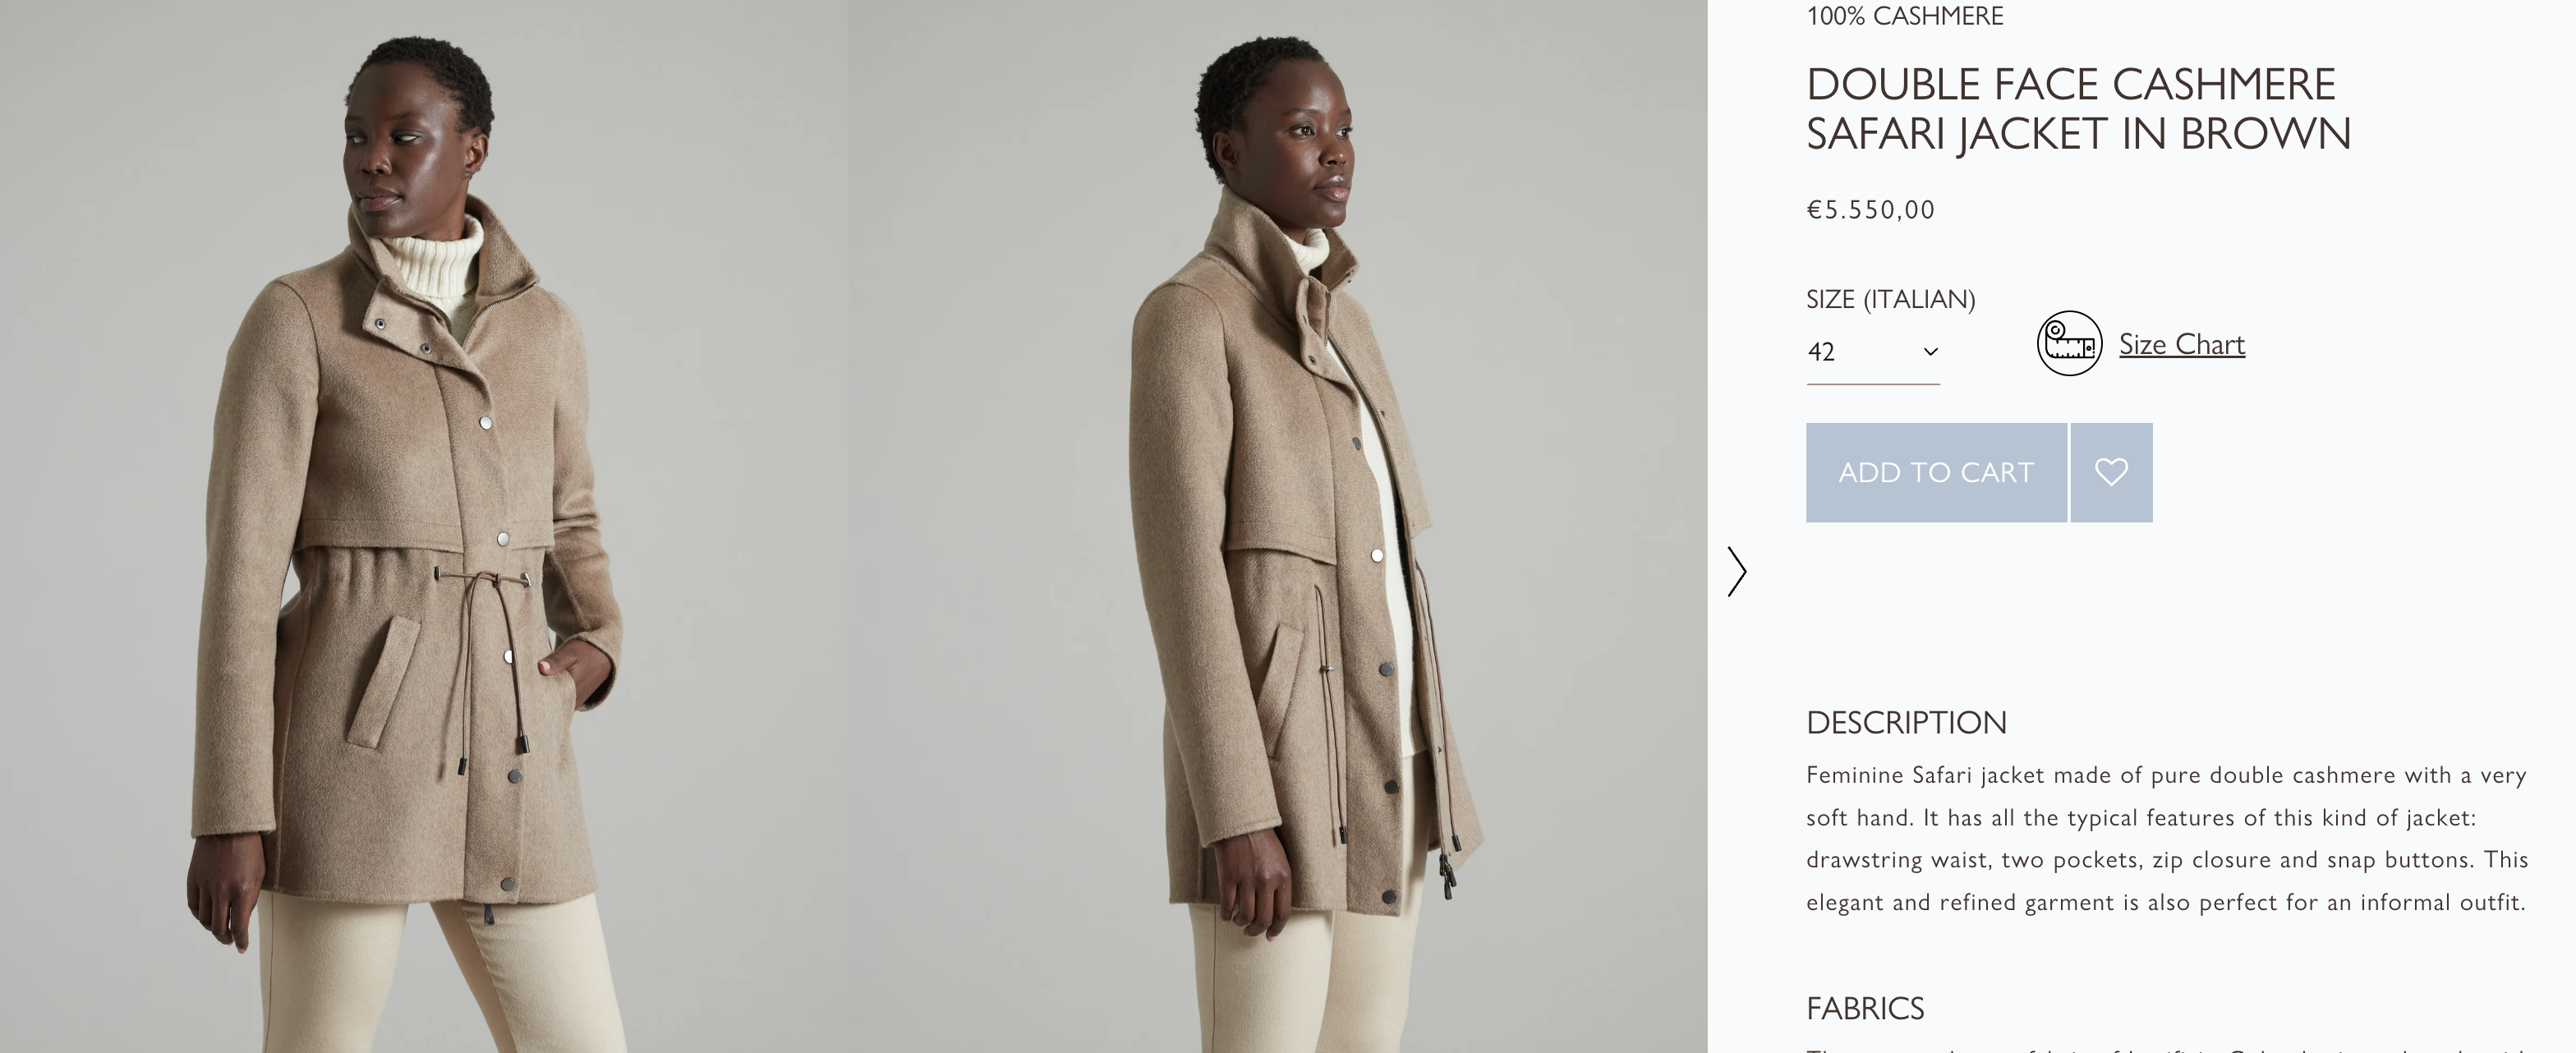 100% CASHMERE
DOUBLE FACE CASHMERE
SAFARI JACKET IN BROWN
€5.550,00
SIZE (ITALIAN)
42
Size Chart
ADD TO CART
DESCRIPTION
Feminine Safari jacket made of pure double cashmere with a very
soft hand. It has all the typical features of this kind of jacket:
drawstring waist, two pockets, zip closure and snap buttons. This
elegant and refined garment is also perfect for an informal outfit.
FABRICS